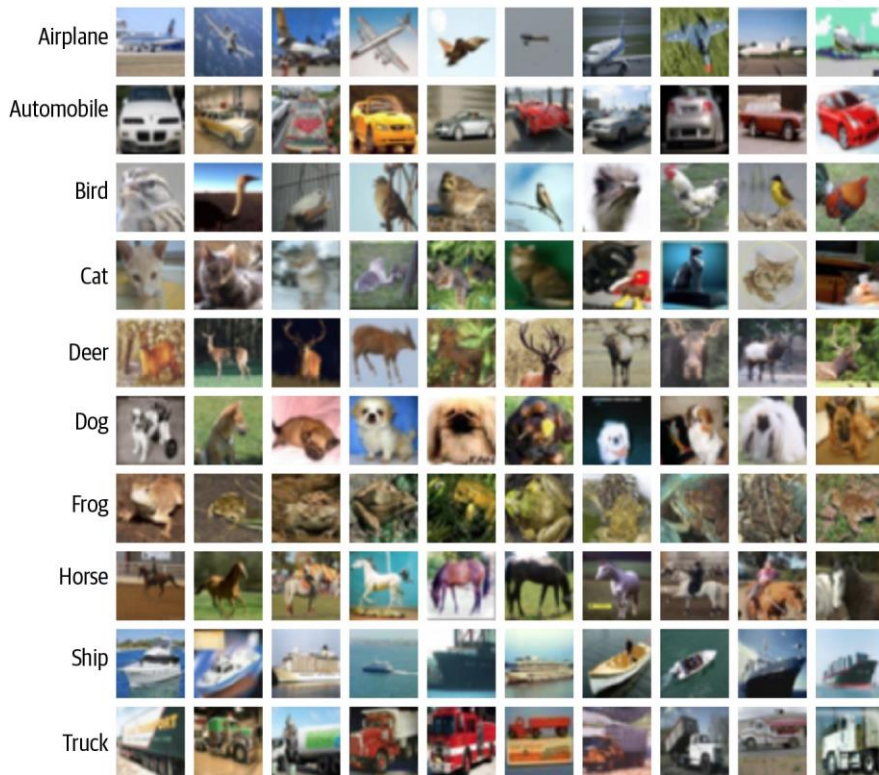 Airplane
Automobile
Bird
Cat
Deer
Dog
Frog
Horse
Ship
Truck